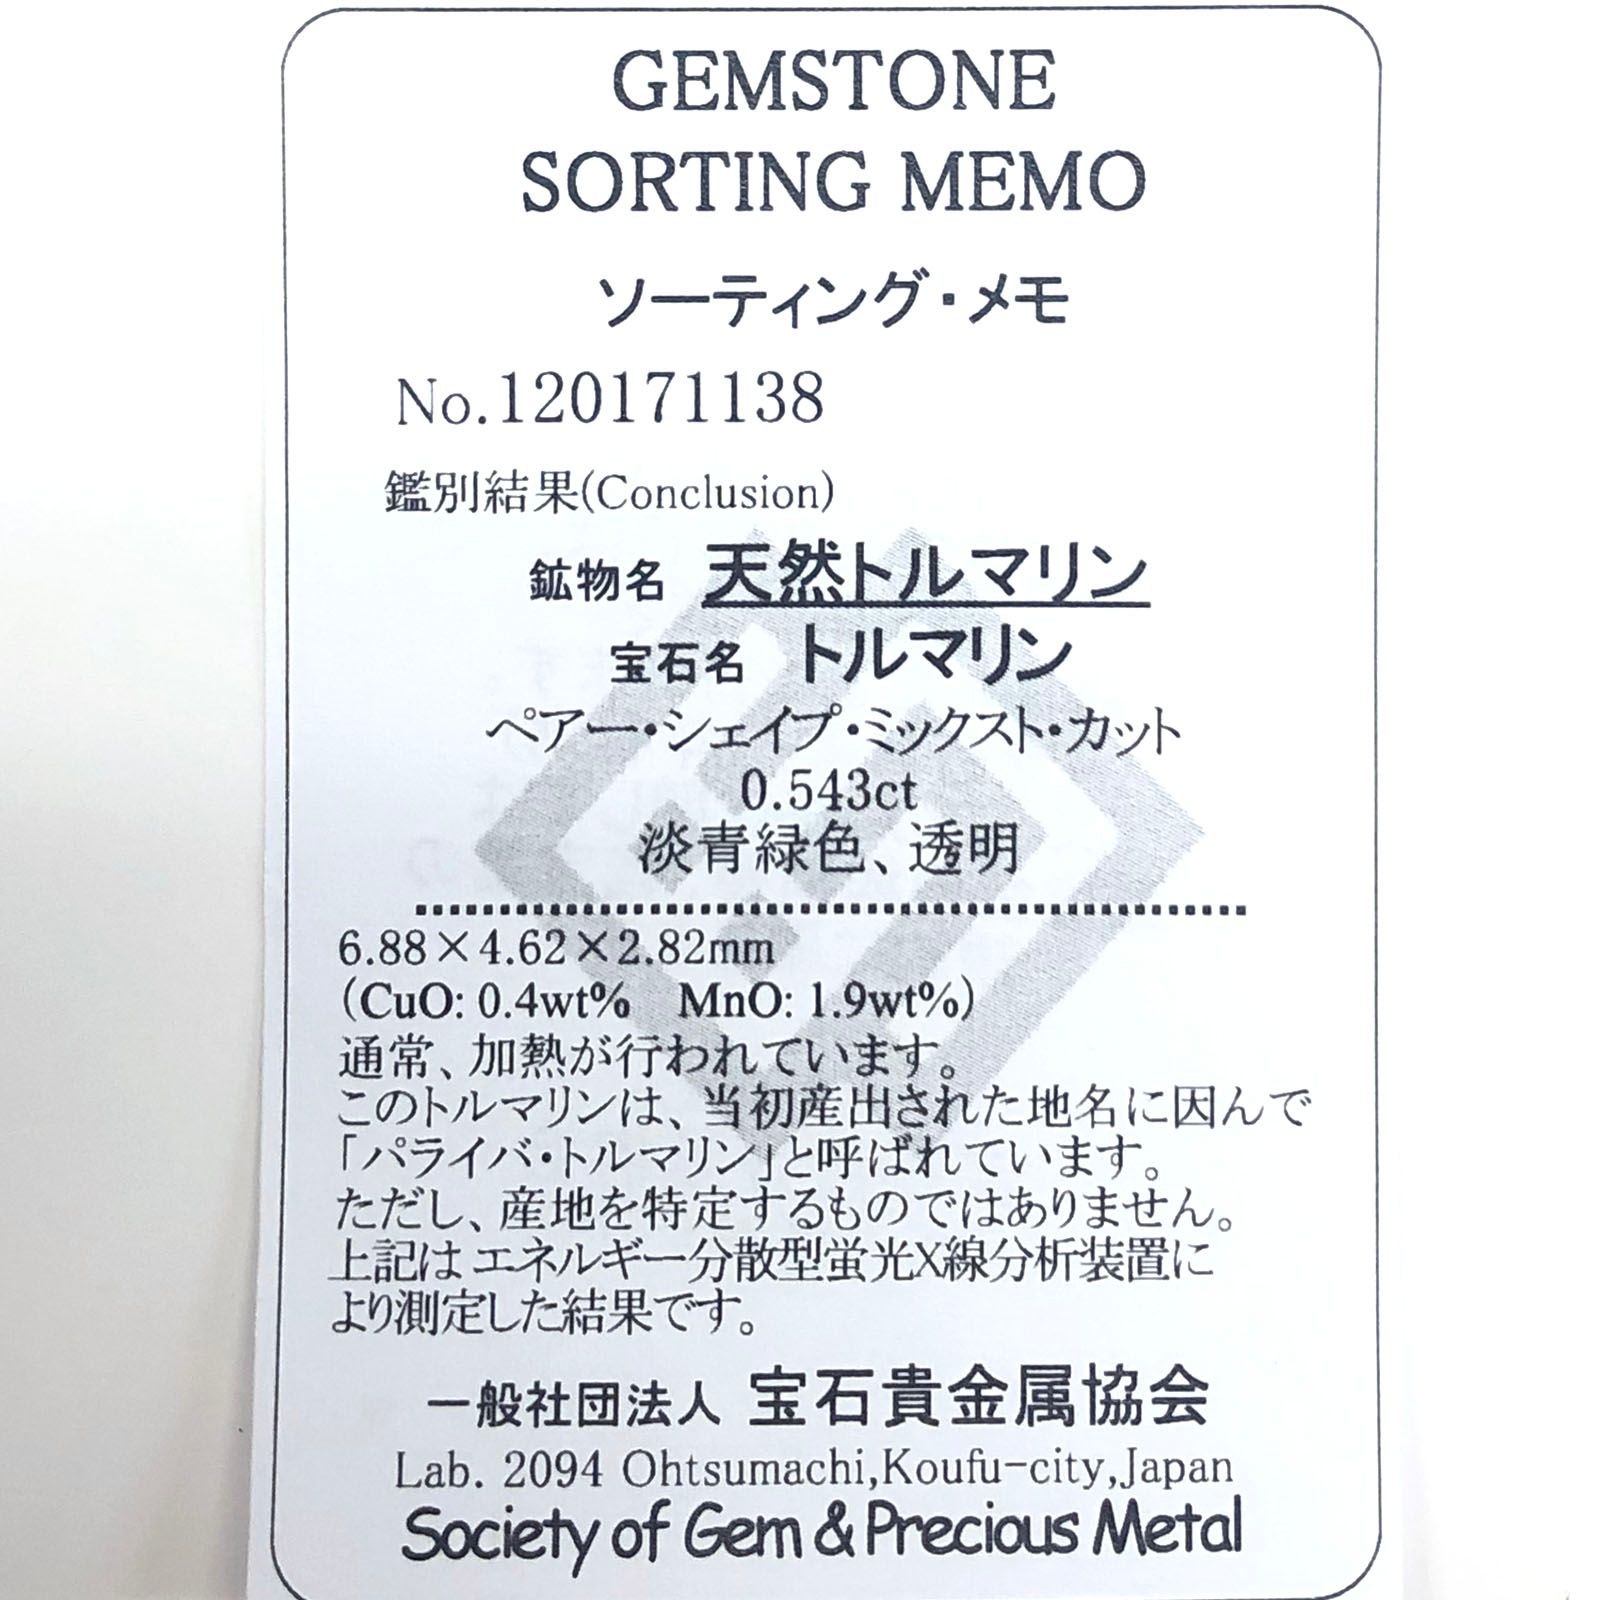 GEMSTONE
SORTING MEMO
ソーティング・メモ
No.120171138
鑑別結果(Conclusion)
鉱物名 天然トルマリン
宝石名 トルマリン
ペアー・シェイプ・ミックスト・カット
0.543ct
淡青緑色、透明
6.88×4.62×2.82mm
(CuO: 0.4wt% MnO: 1.9wt%)
通常、加熱が行われています。
このトルマリンは、当初産出された地名に因んで
「パライバ・トルマリン」と呼ばれています。
ただし、産地を特定するものではありません。
上記はエネルギー分散型蛍光X線分析装置に
より測定した結果です。
一般社団法人 宝石貴金属協会
Lab. 2094 Ohtsumachi,Koufu-city,Japan
Society of Gem & Precious Metal